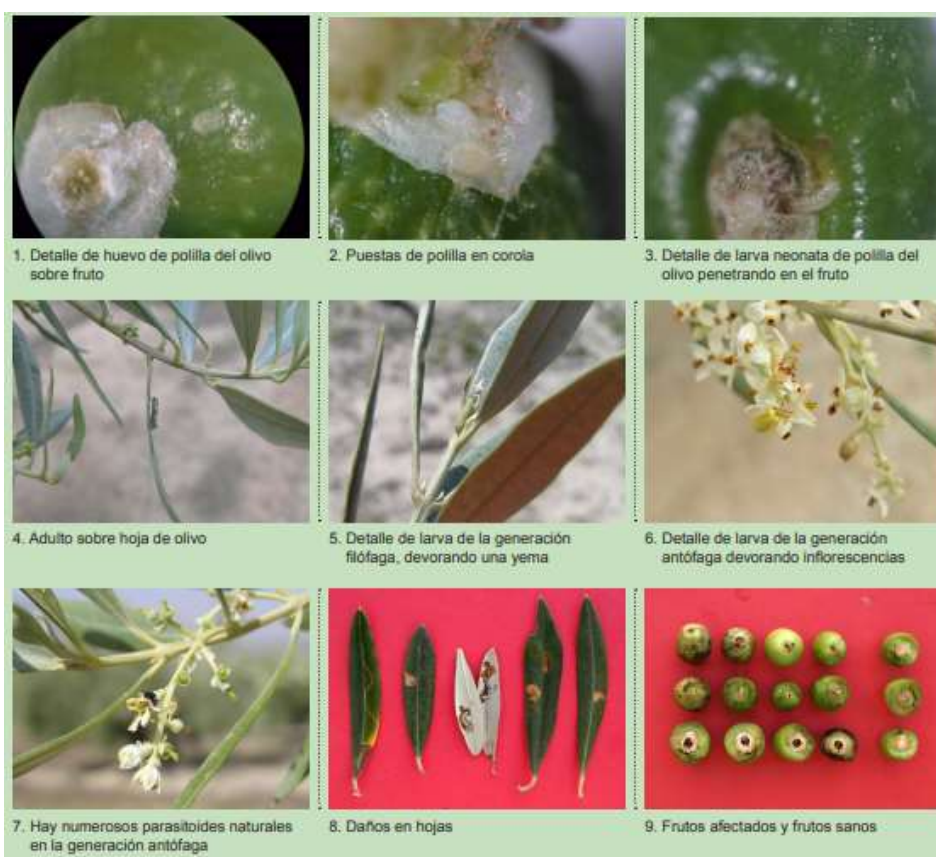 1. Detalle de huevo de polilla del olivo
sobre fruto
2. Puestas de polilla en corola
3. Detalle de larva neonata de polilla del
olivo penetrando en el fruto
4. Adulto sobre hoja de olivo
5. Detalle de larva de la generación
filófaga, devorando una yema
6. Detalle de larva de la generación
antófaga devorando inflorescencias
7. Hay numerosos parasitoides naturales
en la generación antófaga
8. Daños en hojas
9. Frutos afectados y frutos sanos